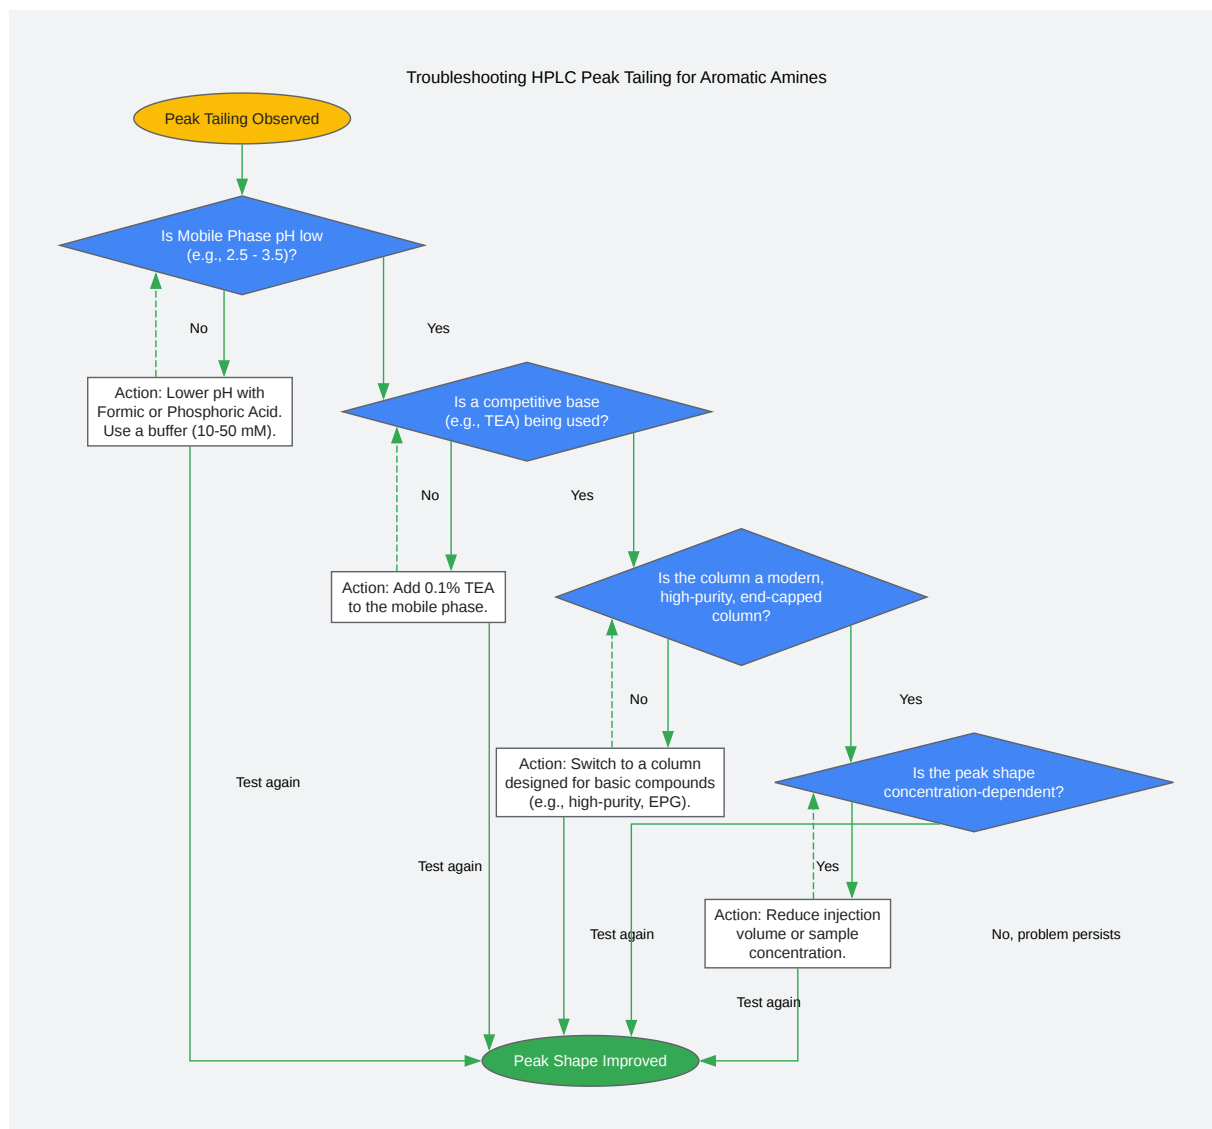 Troubleshooting HPLC Peak Tailing for Aromatic Amines
Peak Tailing Observed
Is Mobile Phase pH low
(e.g., 2.5 - 3.5)?
No
Yes
Action: Lower pH with
Formic or Phosphoric Acid.
Use a buffer (10-50 mM).
Is a competitive base
(e.g., TEA) being used?
No
Yes
Action: Add 0.1% TEA
to the mobile phase.
Is the column a modern,
high-purity, end-capped
column?
No
Yes
Action: Switch to a column
designed for basic compounds
(e.g., high-purity, EPG).
Is the peak shape
concentration-dependent?
Test again
Test again
Yes
Action: Reduce injection
volume or sample
concentration.
Test again
No, problem persists
Test again
Peak Shape Improved